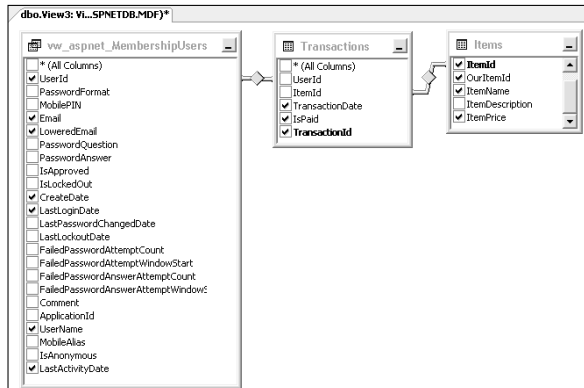 dbo.View3: Vi...SPNETDB.MDF)*
vw_aspnet_MembershipUsers
* (All Columns)
UserId
PasswordFormat
MobilePIN
Email
LoweredEmail
PasswordQuestion
PasswordAnswer
IsApproved
IsLockedOut
CreateDate
LastLoginDate
LastPasswordChangedDate
LastLockoutDate
FailedPasswordAttemptCount
FailedPasswordAttemptWindowStart
FailedPasswordAnswerAttemptCount
FailedPasswordAnswerAttemptWindowS
Comment
ApplicationId
UserName
MobileAlias
IsAnonymous
LastActivityDate
Transactions
* (All Columns)
UserId
ItemId
TransactionDate
IsPaid
TransactionId
Items
ItemId
OurItemId
ItemName
ItemDescription
ItemPrice